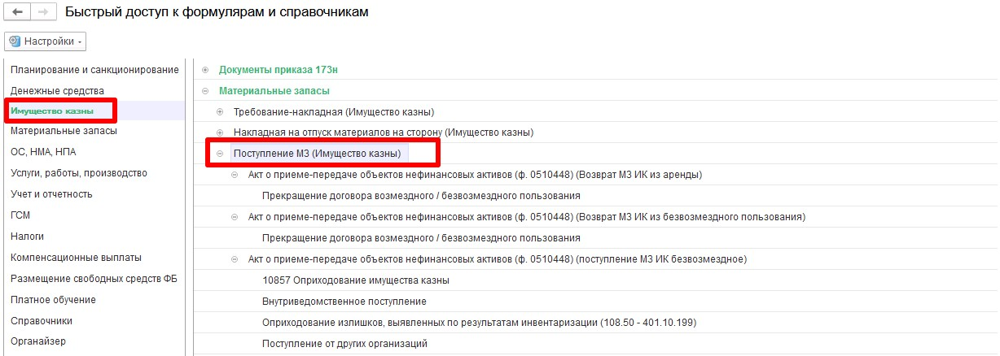 Быстрый доступ к формулярам и справочникам
Настройки
Планирование и санкционирование
Денежные средства
Имущество казны
Материальные запасы
ОС, НМА, НПА
Услуги, работы, производство
Учет и отчетность
ГСМ
Налоги
Компенсационные выплаты
Размещение свободных средств ФБ
Платное обучение
Справочники
Органайзер
Документы приказа 173н
Материальные запасы
Требование-накладная (Имущество казны)
Накладная на отпуск материалов на сторону (Имущество казны)
Поступление МЗ (Имущество казны)
Акт о приеме-передаче объектов нефинансовых активов (ф. 0510448) (Возврат МЗ ИК из аренды)
Прекращение договора возмездного / безвозмездного пользования
Акт о приеме-передаче объектов нефинансовых активов (ф. 0510448) (Возврат МЗ ИК из безвозмездного пользования)
Прекращение договора возмездного / безвозмездного пользования
Акт о приеме-передаче объектов нефинансовых активов (ф. 0510448) (поступление МЗ ИК безвозмездное)
10857 Оприходование имущества казны
Внутриведомственное поступление
Оприходование излишков, выявленных по результатам инвентаризации (108.50 - 401.10.199)
Поступление от других организаций